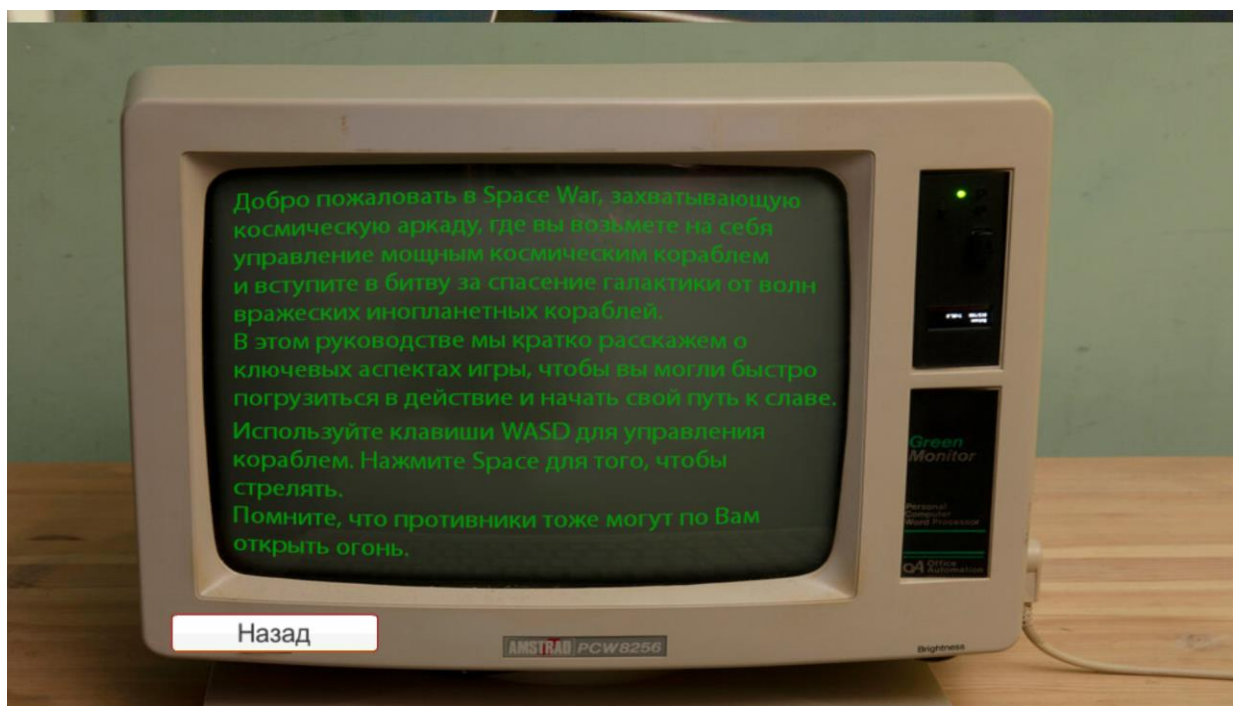 Добро пожаловать в Space War, захватывающую
космическую аркаду, где вы возьмете на себя
управление мощным космическим кораблем
и вступите в битву за спасение галактики от волн
вражеских инопланетных кораблей.
В этом руководстве мы кратко расскажем о
ключевых аспектах игры, чтобы вы могли быстро
погрузиться в действие и начать свой путь к славе.
Используйте клавиши WASD для управления
кораблем. Нажмите Space для того, чтобы
стрелять.
Помните, что противники тоже могут по Вам
открыть огонь.
Green
Monitor
Personal
Computer
Word Processor
OA Office
Automation
Назад
AMSTRAD PCW8256
Brightness